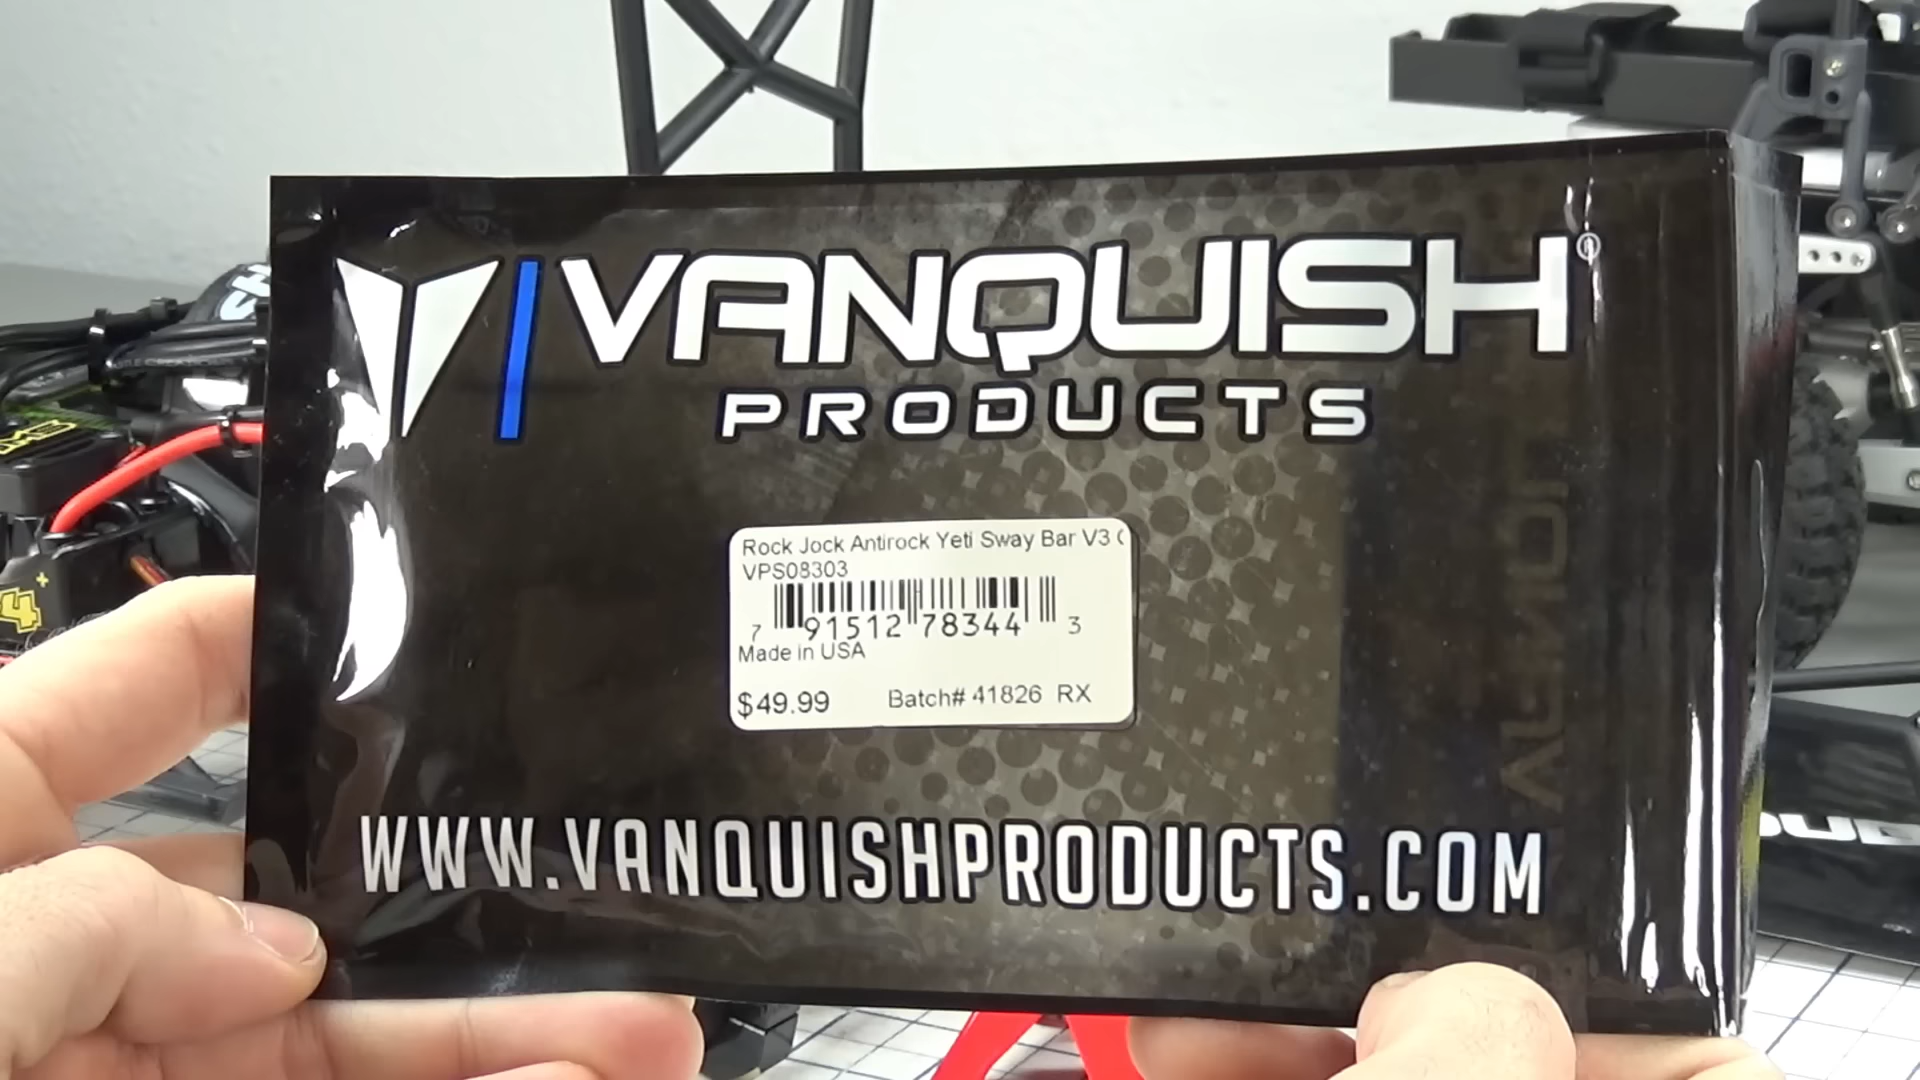 VANQUISH®
PRODUCTS
Rock Jock Antirock Yeti Sway Bar V3
VPS08303
7 91512 78344 3
Made in USA
$49.99 Batch# 41826 RX
WWW.VANQUISHPRODUCTS.COM